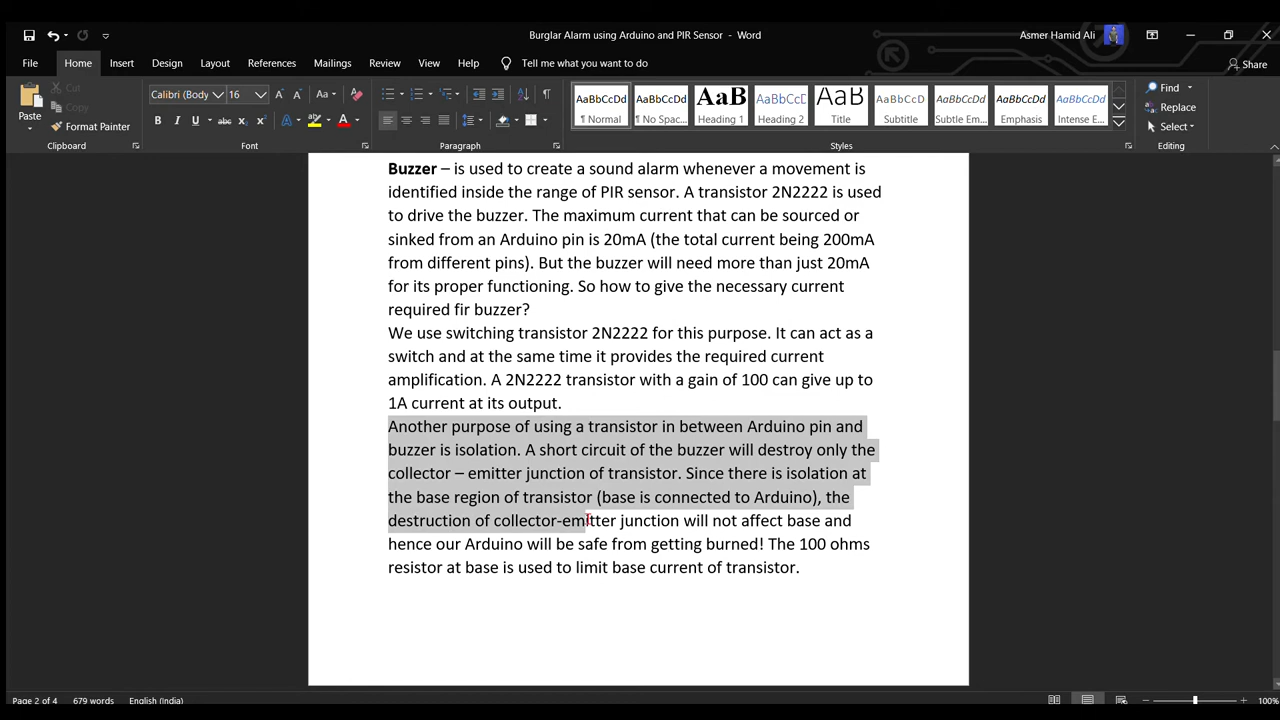 Burglar Alarm using Arduino and PIR Sensor - Word
Asmer Hamid Ali
File Home Insert Design Layout References Mailings Review View Help Tell me what you want to do Share
Paste Cut Copy Format Painter
Calibri (Body 16
AaBbCcDd AaBbCcDd AaB AaBbCcD AaB AaBbCcD AaBbCcDd AaBbCcDd AaBbCcDd
¶ Normal ¶ No Spac... Heading 1 Heading 2 Title Subtitle Subtle Em... Emphasis Intense E...
Find Replace Select
Clipboard Font Paragraph Styles Editing
Buzzer – is used to create a sound alarm whenever a movement is
identified inside the range of PIR sensor. A transistor 2N2222 is used
to drive the buzzer. The maximum current that can be sourced or
sinked from an Arduino pin is 20mA (the total current being 200mA
from different pins). But the buzzer will need more than just 20mA
for its proper functioning. So how to give the necessary current
required fir buzzer?
We use switching transistor 2N2222 for this purpose. It can act as a
switch and at the same time it provides the required current
amplification. A 2N2222 transistor with a gain of 100 can give up to
1A current at its output.
Another purpose of using a transistor in between Arduino pin and
buzzer is isolation. A short circuit of the buzzer will destroy only the
collector – emitter junction of transistor. Since there is isolation at
the base region of transistor (base is connected to Arduino), the
destruction of collector-emitter junction will not affect base and
hence our Arduino will be safe from getting burned! The 100 ohms
resistor at base is used to limit base current of transistor.
Page 2 of 4 679 words English (India) 100%